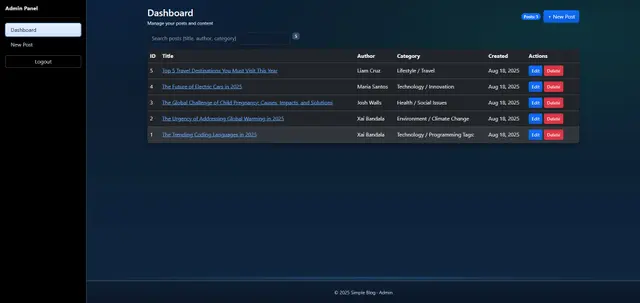 Admin Panel
Dashboard
New Post
Logout
Dashboard
Manage your posts and content
Posts: 5
+ New Post
Search posts (title, author, category)
5
ID Title Author Category Created Actions
5 Top 5 Travel Destinations You Must Visit This Year Liam Cruz Lifestyle / Travel Aug 18, 2025 Edit Delete
4 The Future of Electric Cars in 2025 Maria Santos Technology / Innovation Aug 18, 2025 Edit Delete
3 The Global Challenge of Child Pregnancy: Causes, Impacts, and Solutions Josh Walls Health / Social Issues Aug 18, 2025 Edit Delete
2 The Urgency of Addressing Global Warming in 2025 Xai Bandala Environment / Climate Change Aug 18, 2025 Edit Delete
1 The Trending Coding Languages in 2025 Xai Bandala Technology / Programming Tags Aug 18, 2025 Edit Delete
© 2025 Simple Blog · Admin